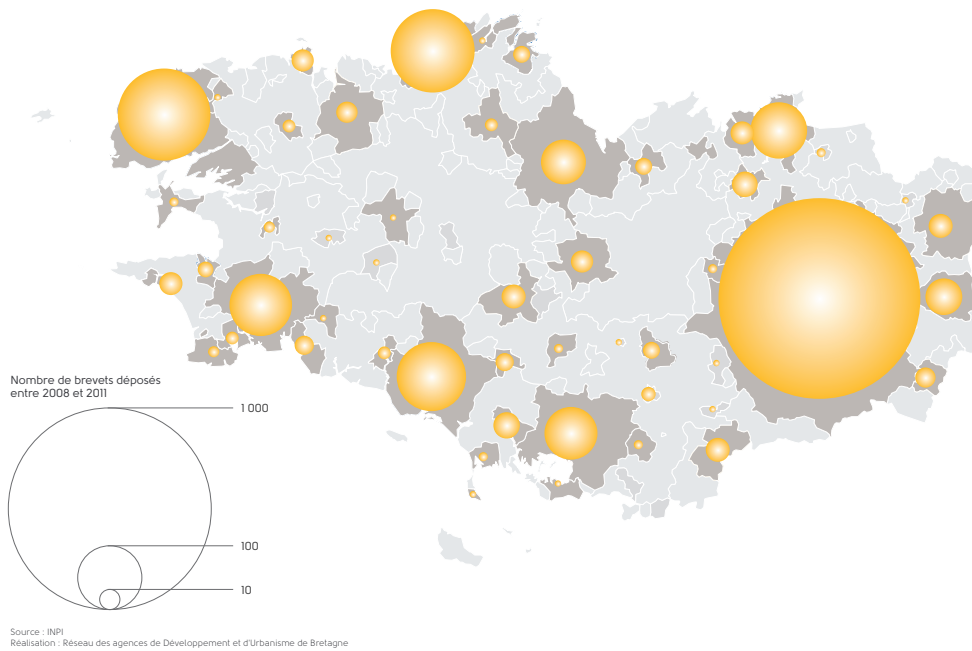 Nombre de brevets déposés
entre 2008 et 2011
1 000
100
10
Source : INPI
Réalisation : Réseau des agences de Développement et d'Urbanisme de Bretagne